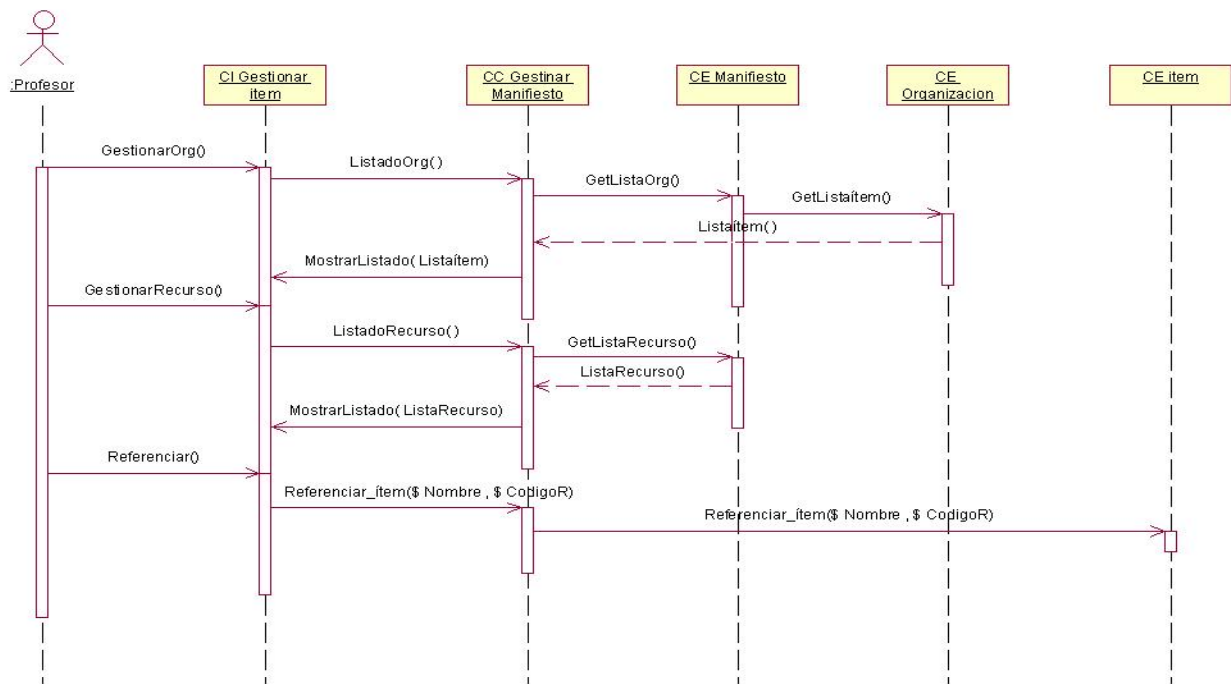 :Profesor
CI Gestionar
item
CC Gestinar
Manifiesto
CE Manifiesto
CE
Organizacion
CE item
GestionarOrg()
ListadoOrg()
GetListaOrg()
GetListaítem()
Listaítem()
MostrarListado( Listaítem)
GestionarRecurso()
ListadoRecurso()
GetListaRecurso()
ListaRecurso()
MostrarListado( ListaRecurso)
Referenciar()
Referenciar_ítem($ Nombre , $ CodigoR)
Referenciar_ítem($ Nombre , $ CodigoR)